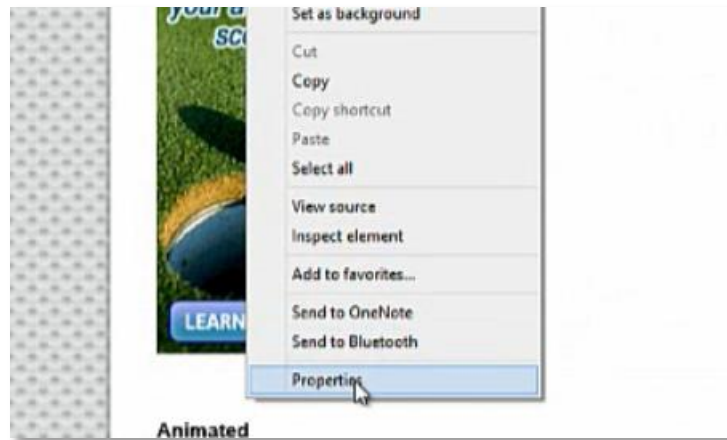 your a
sco
Set as background
Cut
Copy
Copy shortcut
Paste
Select all
View source
Inspect element
Add to favorites...
Send to OneNote
Send to Bluetooth
LEARN
Properties
Animated